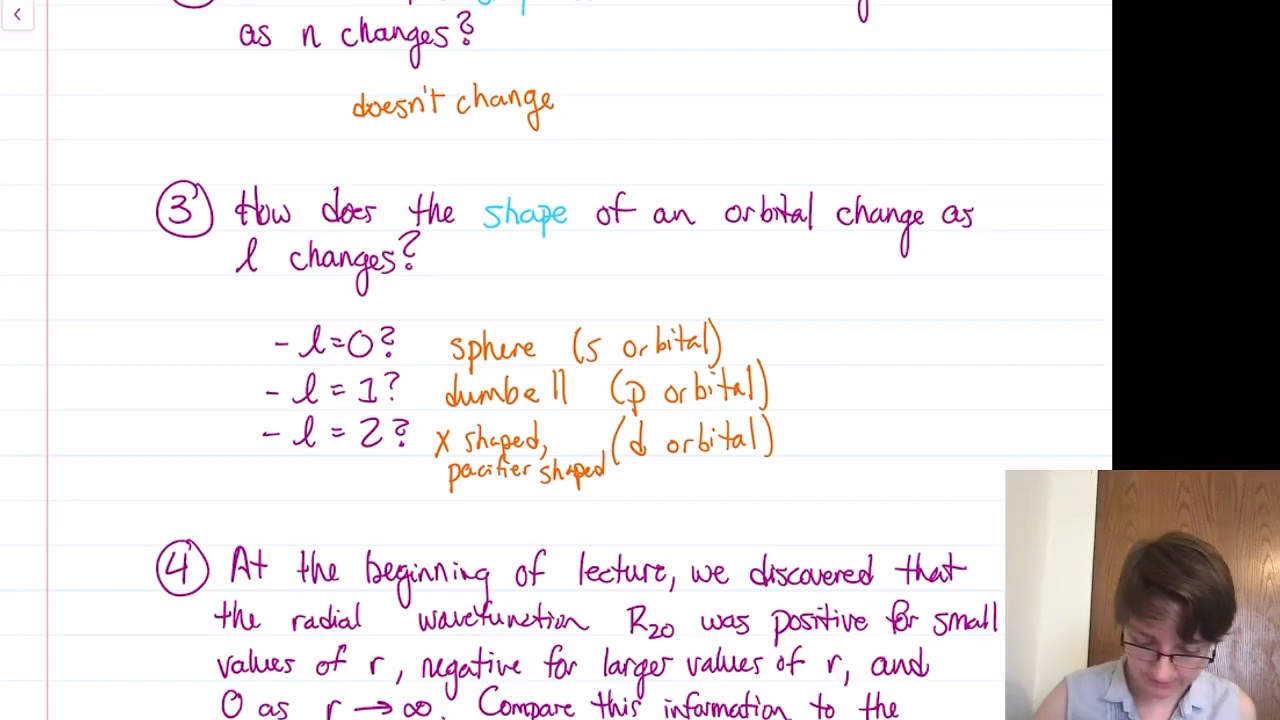 as n changes?
doesn't change
3 How does the shape of an orbital change as
l changes?
- l=0? sphere (s orbital)
- l = 1? dumbell (p orbital)
- l = 2? x shaped, (d orbital)
pacifier shaped
4 At the beginning of lecture, we discovered that
the radial wavefunction R20 was positive for small
values of r, negative for larger values of r, and
0 as r → ∞. Compare this information to the